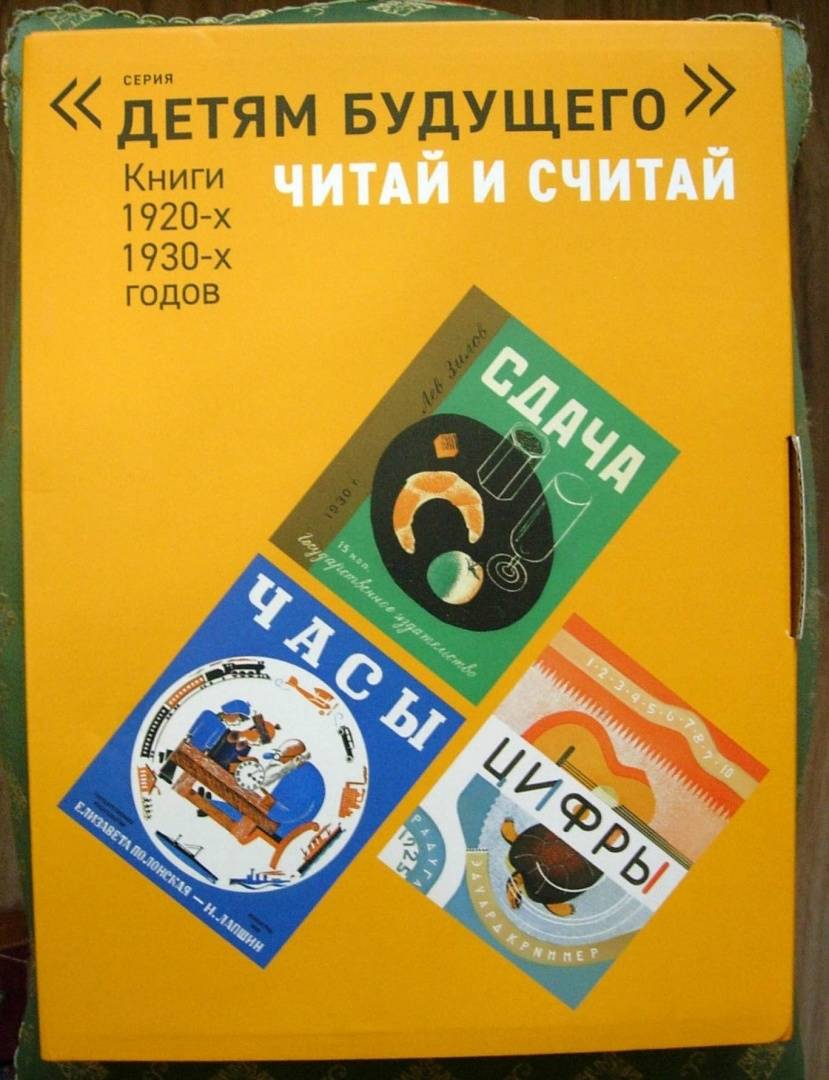 СЕРИЯ
« ДЕТЯМ БУДУЩЕГО »
Книги
1920-х
1930-х
годов
ЧИТАЙ И СЧИТАЙ
Лев Зилов
СДАЧА
1930 г.
15 коп.
Государственное издательство
ЧАСЫ
ЕЛИЗАВЕТА ПОЛОНСКАЯ — Н. ЛАПШИН
1·2·3·4·5·6·7·8·9·10
ЦИФРЫ
РАДУГА
1925
ЭДУАРД КРИММЕР